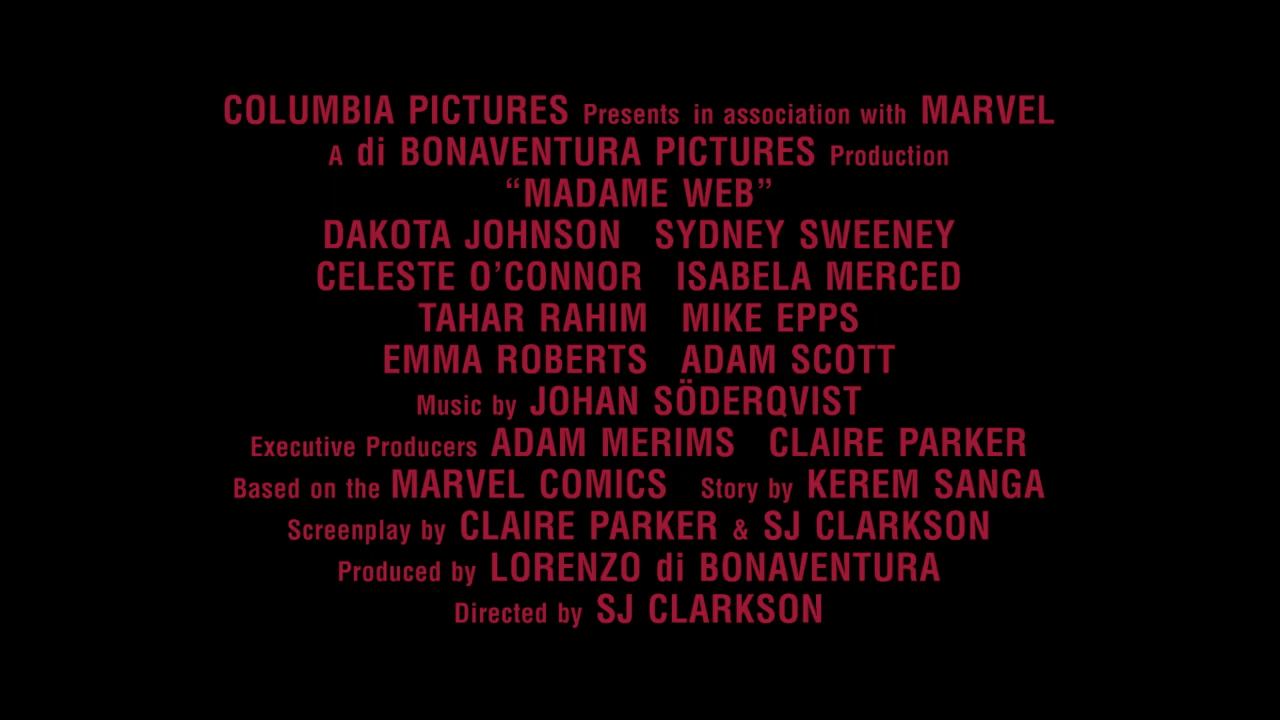 COLUMBIA PICTURES Presents in association with MARVEL
A di BONAVENTURA PICTURES Production
“MADAME WEB”
DAKOTA JOHNSON SYDNEY SWEENEY
CELESTE O’CONNOR ISABELA MERCED
TAHAR RAHIM MIKE EPPS
EMMA ROBERTS ADAM SCOTT
Music by JOHAN SÖDERQVIST
Executive Producers ADAM MERIMS CLAIRE PARKER
Based on the MARVEL COMICS Story by KEREM SANGA
Screenplay by CLAIRE PARKER & SJ CLARKSON
Produced by LORENZO di BONAVENTURA
Directed by SJ CLARKSON